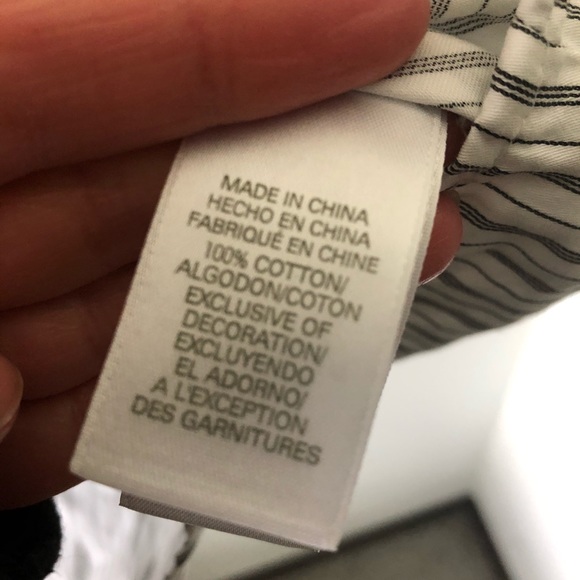 MADE IN CHINA
HECHO EN CHINA
FABRIQUÉ EN CHINE
100% COTTON/
ALGODON/COTON
EXCLUSIVE OF
DECORATION/
EXCLUYENDO
EL ADORNO/
A L'EXCEPTION
DES GARNITURES